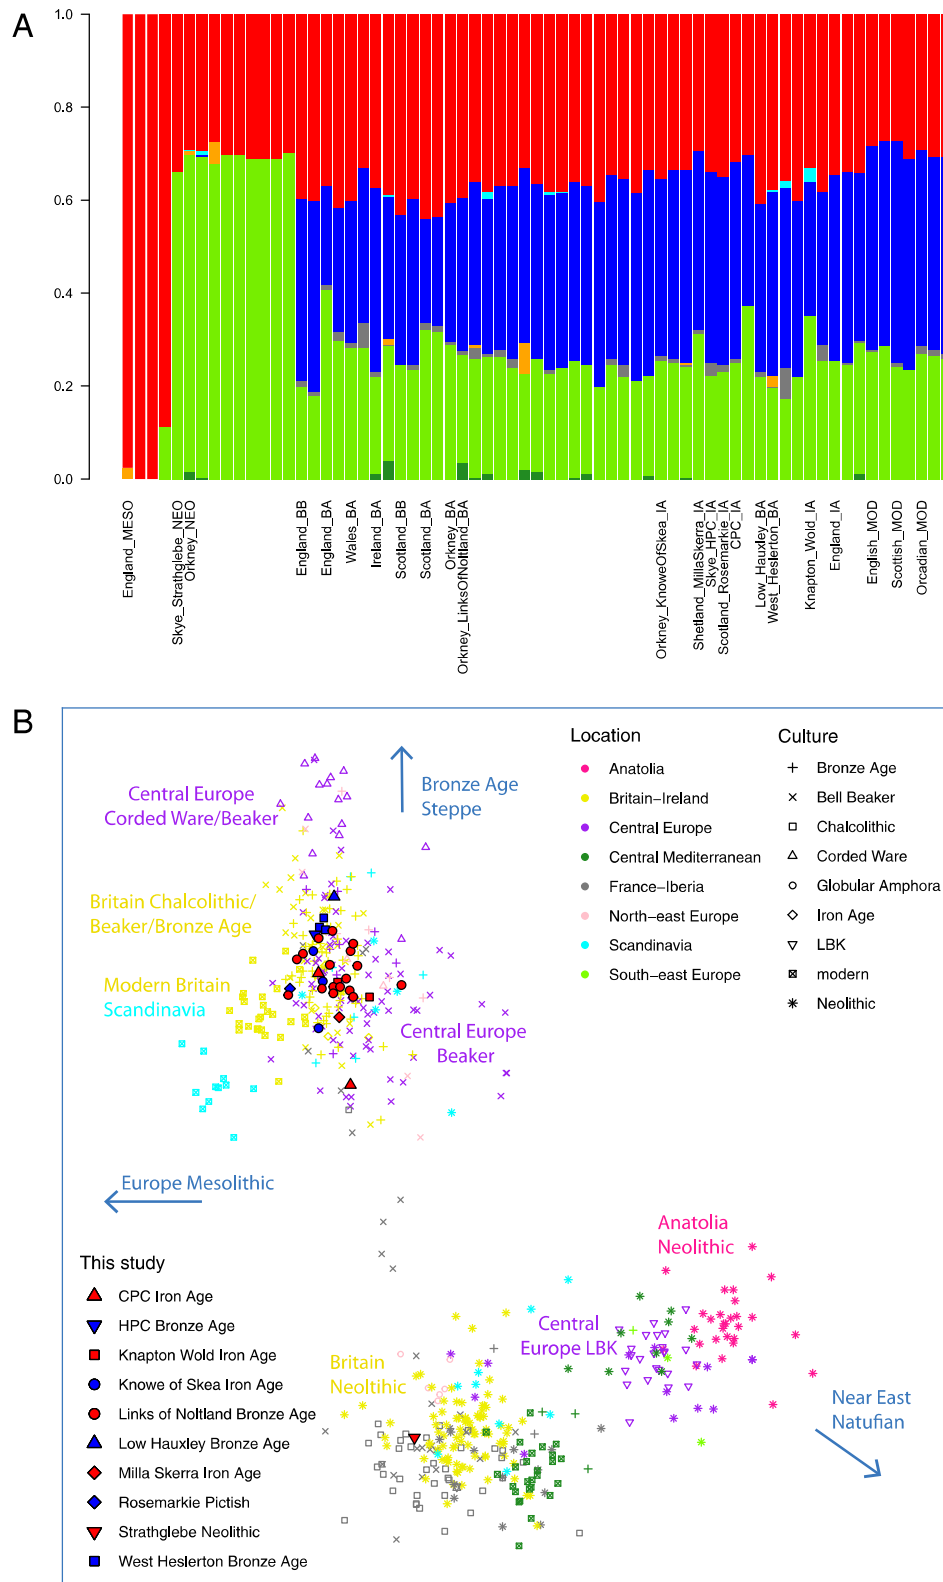 A
1.0
0.8
0.6
0.4
0.2
0.0
England_MESO
Skye_Strathglebe_NEO
Orkney_NEO
England_BB
England_BA
Wales_BA
Ireland_BA
Scotland_BB
Scotland_BA
Orkney_BA
Orkney_LinksOfNoltland_BA
Orkney_KnoweOfSkea_IA
Shetland_MillaSkerra_IA
Skye_HPC_IA
Scotland_Rosemarkie_IA
CPC_IA
Low_Hauxley_BA
West_Heslerton_BA
Knapton_Wold_IA
England_IA
English_MOD
Scottish_MOD
Orcadian_MOD
B
Central Europe
Corded Ware/Beaker
Bronze Age
Steppe
Britain Chalcolithic/
Beaker/Bronze Age
Modern Britain
Scandinavia
Central Europe
Beaker
Europe Mesolithic
Location
Anatolia
Britain−Ireland
Central Europe
Central Mediterranean
France−Iberia
North−east Europe
Scandinavia
South−east Europe
Culture
Bronze Age
Bell Beaker
Chalcolithic
Corded Ware
Globular Amphora
Iron Age
LBK
modern
Neolithic
Anatolia
Neolithic
Central
Europe LBK
Britain
Neoltihic
Near East
Natufian
This study
CPC Iron Age
HPC Bronze Age
Knapton Wold Iron Age
Knowe of Skea Iron Age
Links of Noltland Bronze Age
Low Hauxley Bronze Age
Milla Skerra Iron Age
Rosemarkie Pictish
Strathglebe Neolithic
West Heslerton Bronze Age